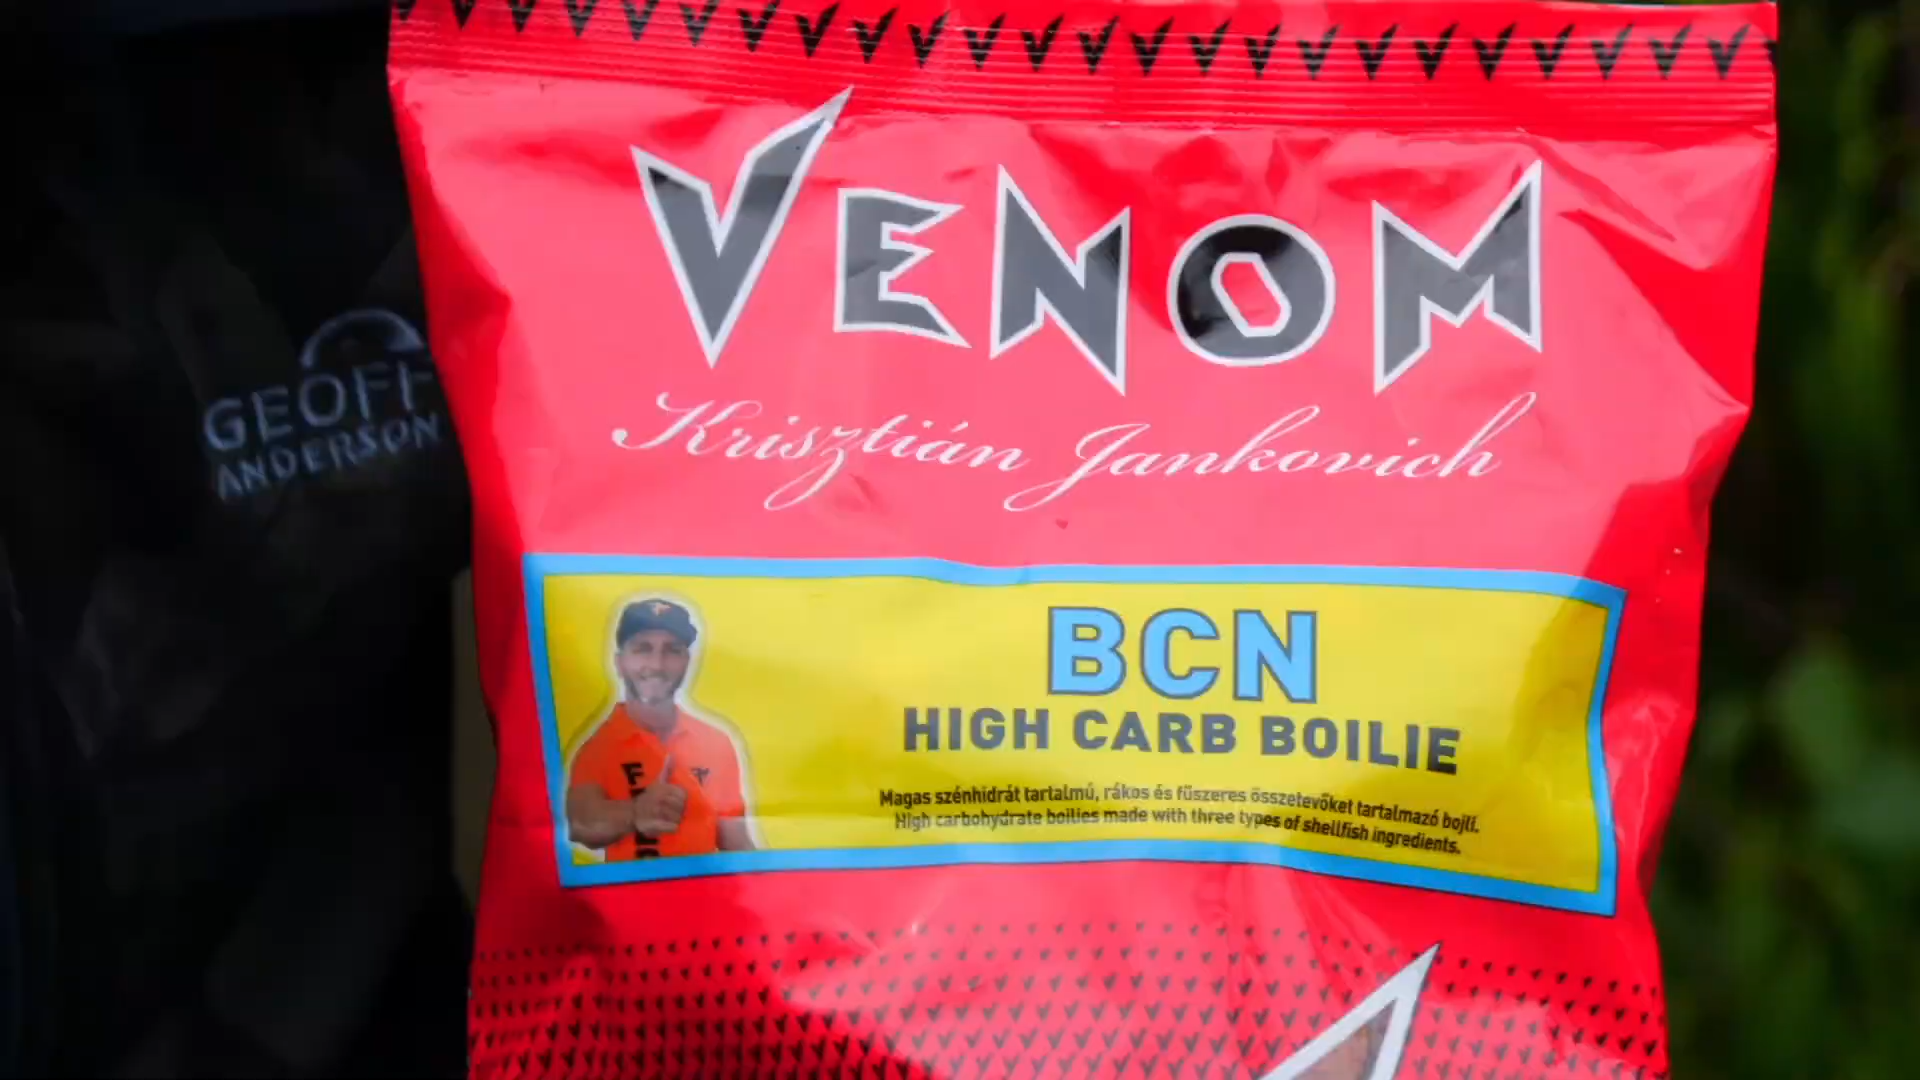 VENOM
Krisztián Jankovich
GEOFF
ANDERSON
BCN
HIGH CARB BOILIE
Magas szénhidrát tartalmú, rákos és fűszeres összetevőket tartalmazó bojli.
High carbohydrate boilies made with three types of shellfish ingredients.